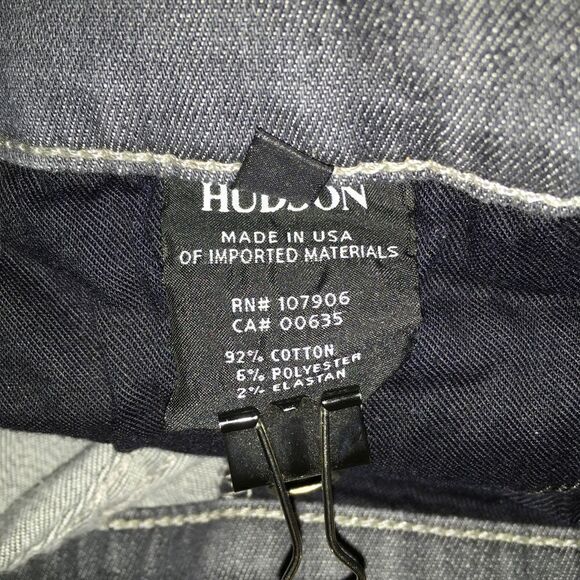 HUDSON
MADE IN USA
OF IMPORTED MATERIALS
RN# 107906
CA# 00635
92% COTTON
6% POLYESTER
2% ELASTAN